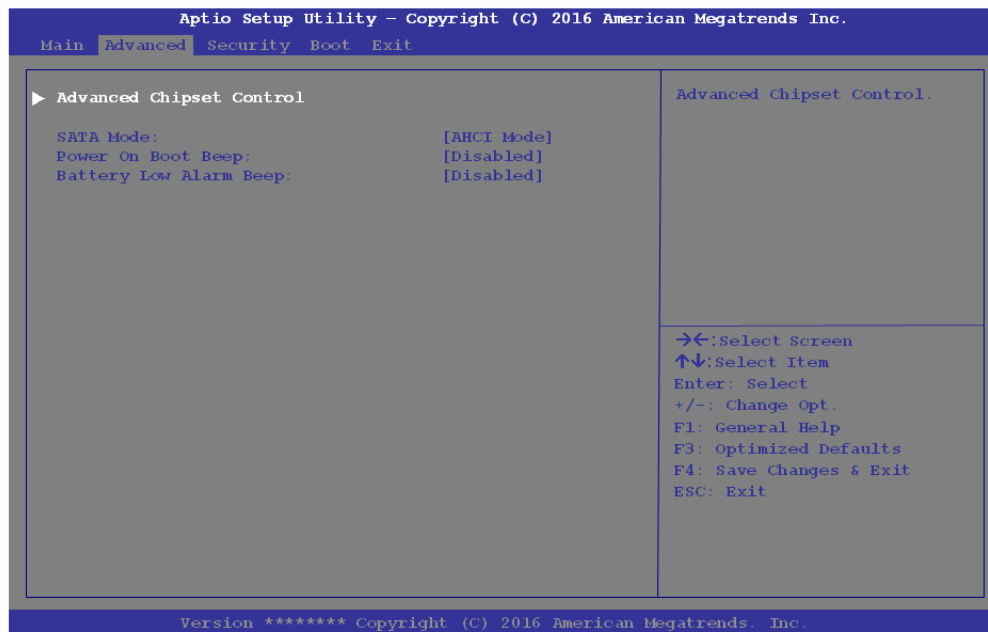 Aptio Setup Utility – Copyright (C) 2016 American Megatrends Inc.
Main Advanced Security Boot Exit
▶ Advanced Chipset Control
SATA Mode: [AHCI Mode]
Power On Boot Beep: [Disabled]
Battery Low Alarm Beep: [Disabled]
Advanced Chipset Control.
→←:Select Screen
↑↓:Select Item
Enter: Select
+/-: Change Opt.
F1: General Help
F3: Optimized Defaults
F4: Save Changes & Exit
ESC: Exit
Version ******** Copyright (C) 2016 American Megatrends. Inc.